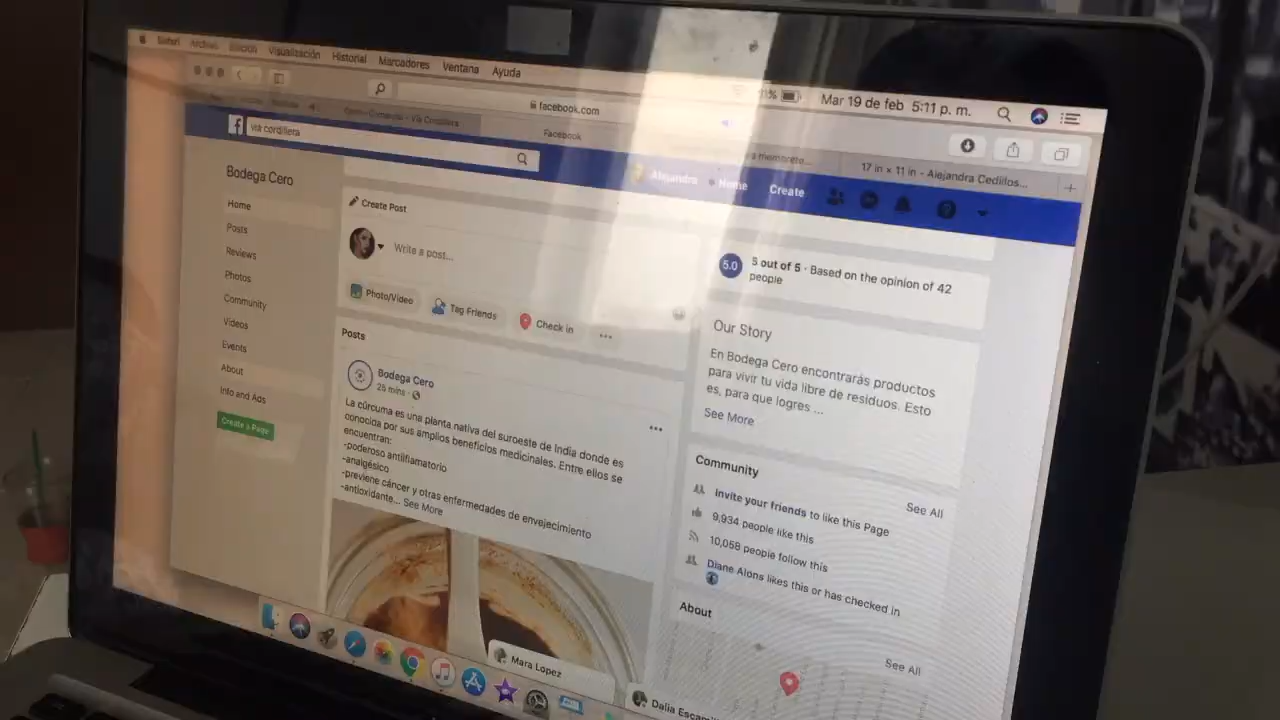 Safari Archivo Edición Visualización Historial Marcadores Ventana Ayuda
Mar 19 de feb 5:11 p. m.
facebook.com
Vía Cordillera
Facebook
a membrete...
17 in × 11 in - Alejandra Cedillos...
via cordillera
Alejandra Home Create
Bodega Cero
Home
Posts
Reviews
Photos
Community
Videos
Events
About
Info and Ads
Create a Page
Create Post
Write a post...
Photo/Video Tag Friends Check in
Posts
Bodega Cero
25 mins
La cúrcuma es una planta nativa del suroeste de India donde es
conocida por sus amplios beneficios medicinales. Entre ellos se
encuentran:
-poderoso antiifiamatorio
-analgésico
-previene cáncer y otras enfermedades de envejecimiento
-antioxidante... See More
5.0
5 out of 5 · Based on the opinion of 42
people
Our Story
En Bodega Cero encontrarás productos
para vivir tu vida libre de residuos. Esto
es, para que logres ...
See More
Community
See All
Invite your friends to like this Page
9,934 people like this
10,058 people follow this
Diane Alons likes this or has checked in
About
See All
Mara Lopez